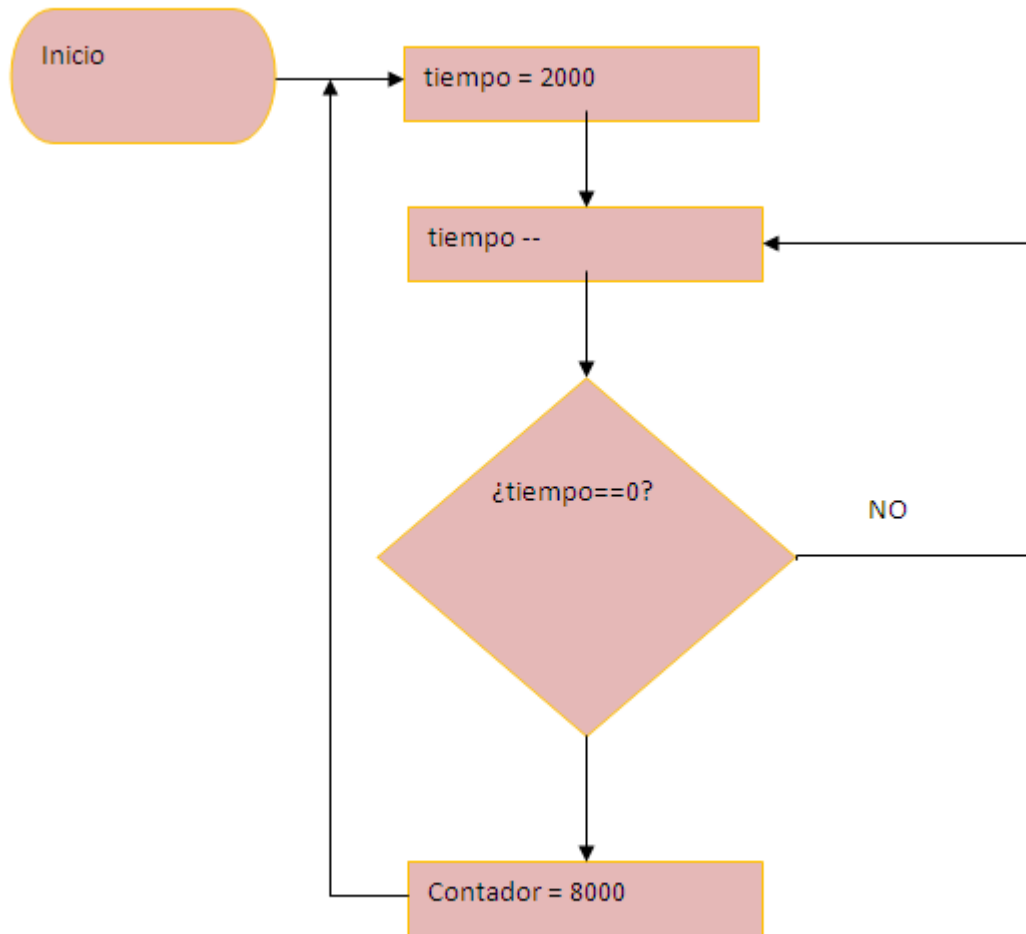 Inicio
tiempo = 2000
tiempo --
¿tiempo==0?
NO
Contador = 8000